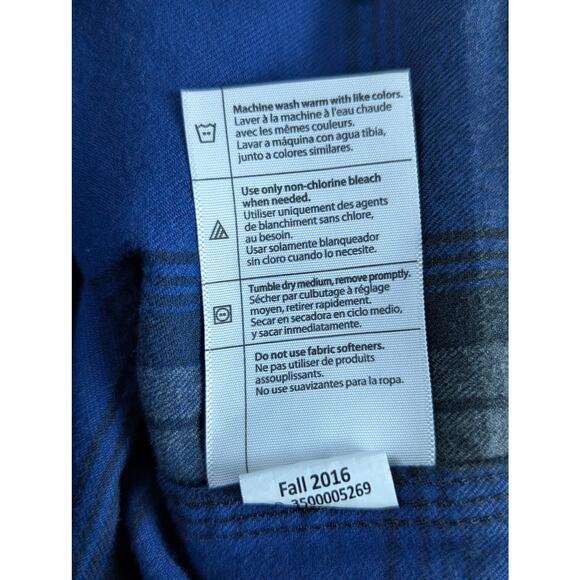 Machine wash warm with like colors.
Laver à la machine à l'eau chaude
avec les mêmes couleurs.
Lavar a máquina con agua tibia,
junto a colores similares.
Use only non-chlorine bleach
when needed.
Utiliser uniquement des agents
de blanchiment sans chlore,
au besoin.
Usar solamente blanqueador
sin cloro cuando lo necesite.
Tumble dry medium, remove promptly.
Sécher par culbutage à réglage
moyen, retirer rapidement.
Secar en secadora en ciclo medio,
y sacar inmediatamente.
Do not use fabric softeners.
Ne pas utiliser de produits
assouplissants.
No use suavizantes para la ropa.
Fall 2016
3500005269